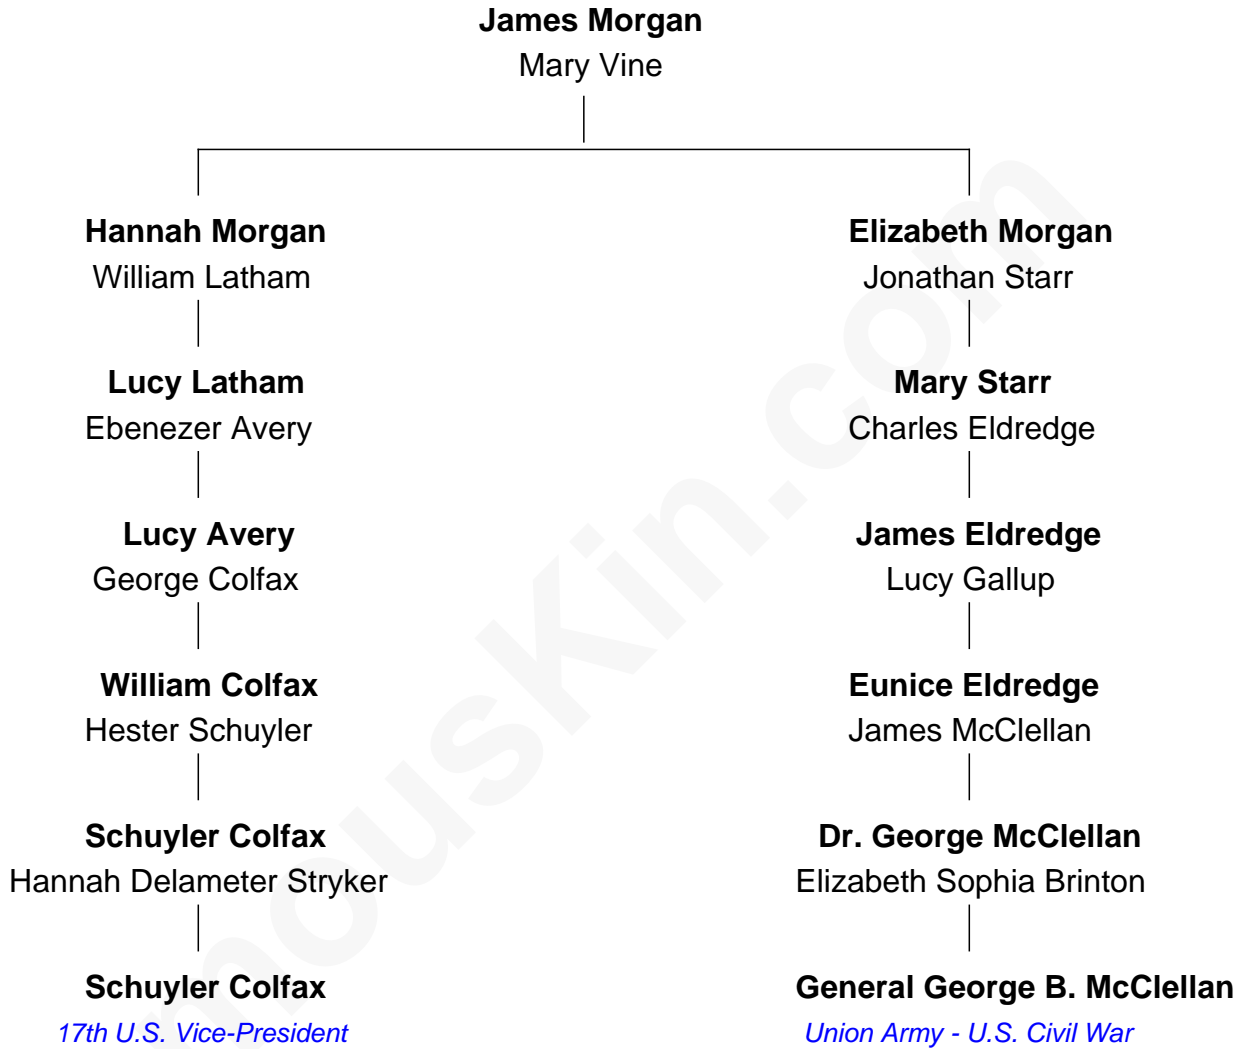 James Morgan
Mary Vine
Hannah Morgan
William Latham
Elizabeth Morgan
Jonathan Starr
Lucy Latham
Ebenezer Avery
Mary Starr
Charles Eldredge
Lucy Avery
George Colfax
James Eldredge
Lucy Gallup
William Colfax
Hester Schuyler
Eunice Eldredge
James McClellan
Schuyler Colfax
Hannah Delameter Stryker
Dr. George McClellan
Elizabeth Sophia Brinton
Schuyler Colfax
17th U.S. Vice-President
General George B. McClellan
Union Army - U.S. Civil War
mousKin.com